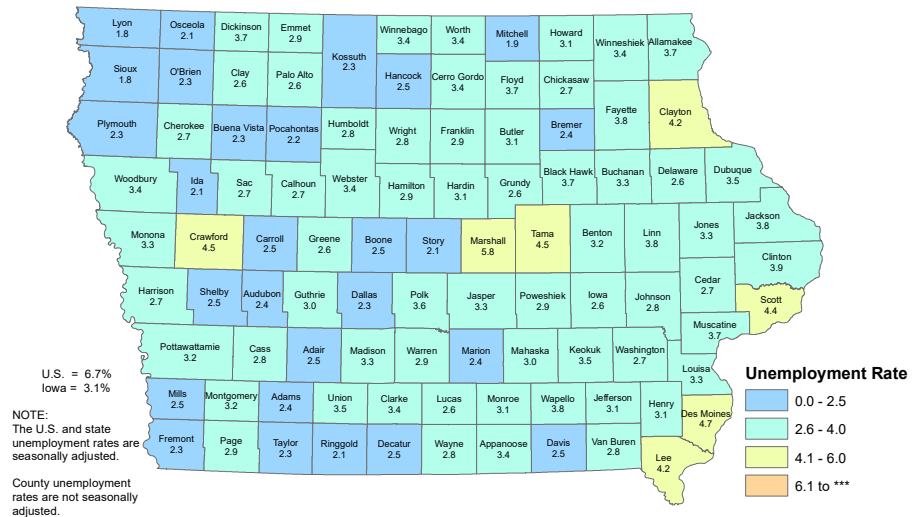 Lyon
1.8
Osceola
2.1
Dickinson
3.7
Emmet
2.9
Kossuth
2.3
Winnebago
3.4
Worth
3.4
Mitchell
1.9
Howard
3.1
Winneshiek
3.4
Allamakee
3.7
Sioux
1.8
O'Brien
2.3
Clay
2.6
Palo Alto
2.6
Hancock
2.5
Cerro Gordo
3.4
Floyd
3.7
Chickasaw
2.7
Fayette
3.8
Clayton
4.2
Plymouth
2.3
Cherokee
2.7
Buena Vista
2.3
Pocahontas
2.2
Humboldt
2.8
Wright
2.8
Franklin
2.9
Butler
3.1
Bremer
2.4
Woodbury
3.4
Ida
2.1
Sac
2.7
Calhoun
2.7
Webster
3.4
Hamilton
2.9
Hardin
3.1
Grundy
2.6
Black Hawk
3.7
Buchanan
3.3
Delaware
2.6
Dubuque
3.5
Monona
3.3
Crawford
4.5
Carroll
2.5
Greene
2.6
Boone
2.5
Story
2.1
Marshall
5.8
Tama
4.5
Benton
3.2
Linn
3.8
Jones
3.3
Jackson
3.8
Clinton
3.9
Harrison
2.7
Shelby
2.5
Audubon
2.4
Guthrie
3.0
Dallas
2.3
Polk
3.6
Jasper
3.3
Poweshiek
2.9
Iowa
2.6
Johnson
2.8
Cedar
2.7
Scott
4.4
Muscatine
3.7
Pottawattamie
3.2
Cass
2.8
Adair
2.5
Madison
3.3
Warren
2.9
Marion
2.4
Mahaska
3.0
Keokuk
3.5
Washington
2.7
Louisa
3.3
Mills
2.5
Montgomery
3.2
Adams
2.4
Union
3.5
Clarke
3.4
Lucas
2.6
Monroe
3.1
Wapello
3.8
Jefferson
3.1
Henry
3.1
Des Moines
4.7
Fremont
2.3
Page
2.9
Taylor
2.3
Ringgold
2.1
Decatur
2.5
Wayne
2.8
Appanoose
3.4
Davis
2.5
Van Buren
2.8
Lee
4.2
U.S. = 6.7%
Iowa = 3.1%
NOTE:
The U.S. and state
unemployment rates are
seasonally adjusted.
County unemployment
rates are not seasonally
adjusted.
Unemployment Rate
0.0 - 2.5
2.6 - 4.0
4.1 - 6.0
6.1 to ***